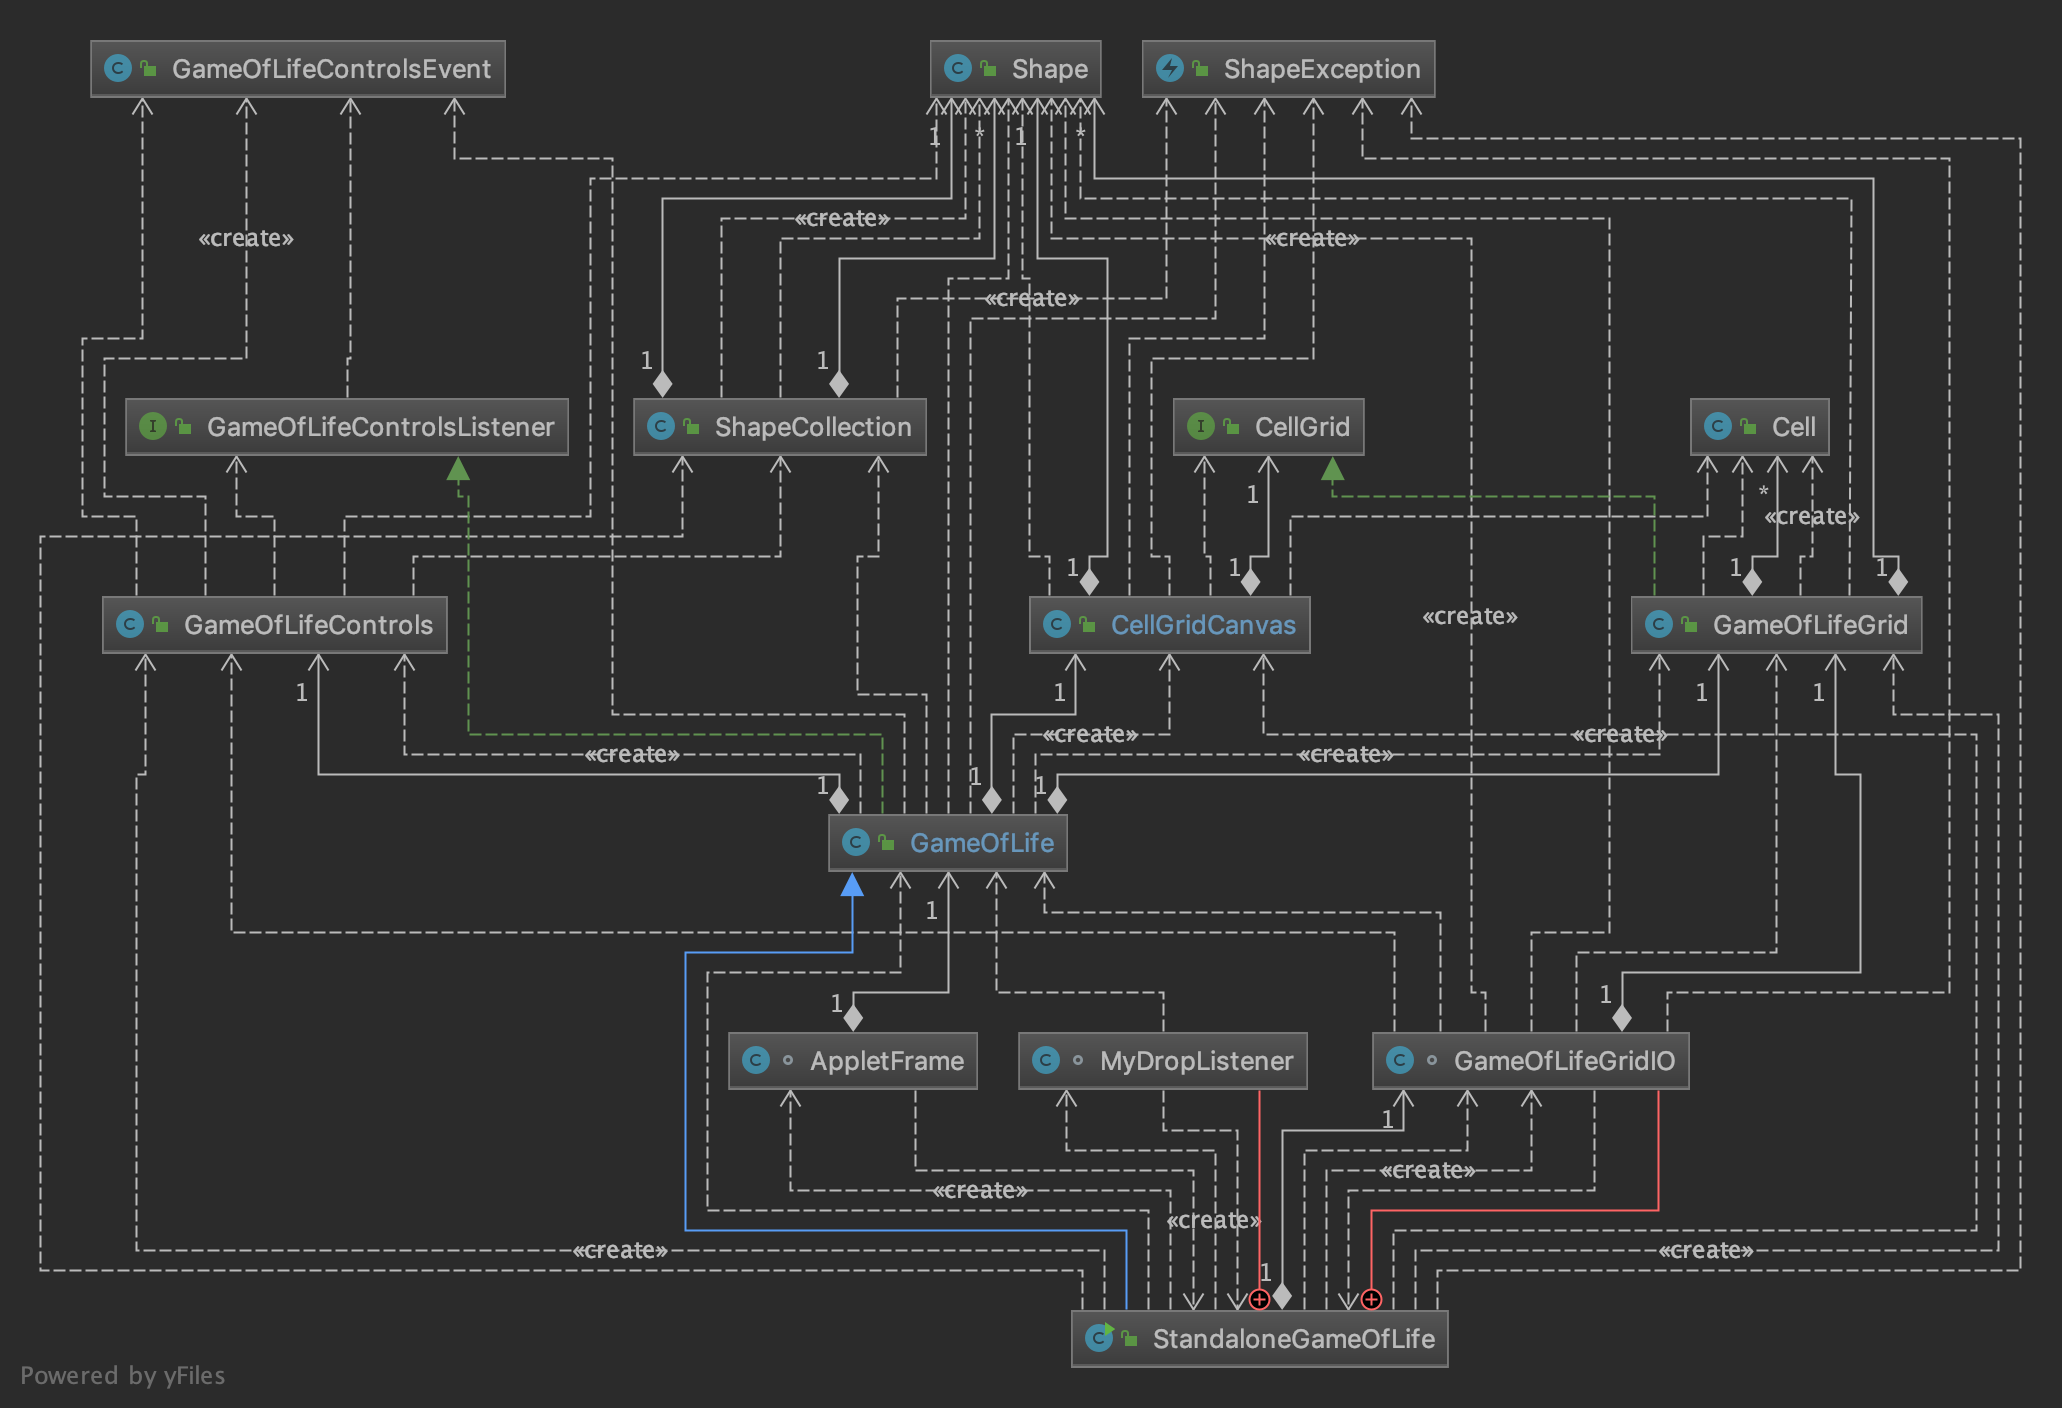 GameOfLifeControlsEvent
Shape
ShapeException
1
*
1
*
«create»
«create»
«create»
«create»
1
1
GameOfLifeControlsListener
ShapeCollection
CellGrid
Cell
1
*
«create»
1
1
1
1
GameOfLifeControls
CellGridCanvas
«create»
GameOfLifeGrid
1
1
1
1
«create»
«create»
«create»
«create»
1
1
1
GameOfLife
1
1
1
AppletFrame
MyDropListener
GameOfLifeGridIO
1
«create»
«create»
«create»
«create»
«create»
1
StandaloneGameOfLife
Powered by yFiles